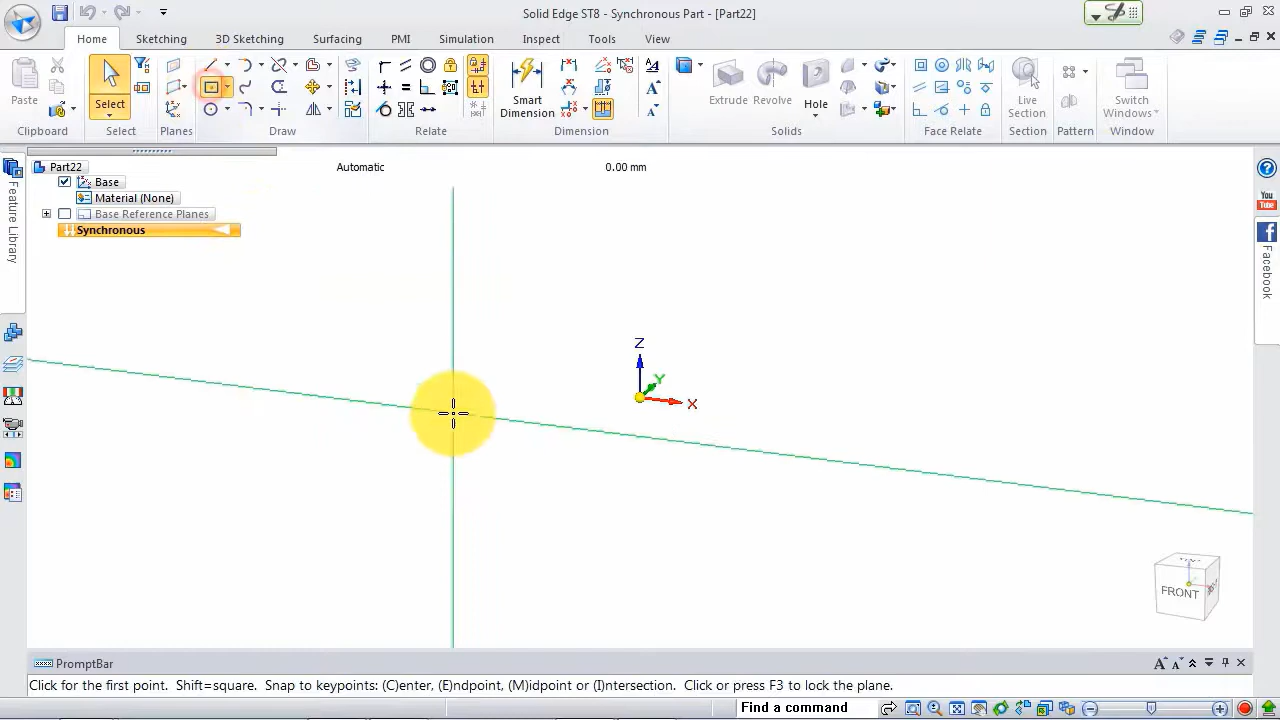 Solid Edge ST8 - Synchronous Part - [Part22]
Home Sketching 3D Sketching Surfacing PMI Simulation Inspect Tools View
Paste Select Smart Dimension Extrude Revolve Hole Live Section Switch Windows
Clipboard Select Planes Draw Relate Dimension Solids Face Relate Section Pattern Window
Part22 Automatic 0.00 mm
Base
Material (None)
Base Reference Planes
Synchronous
Feature Library
You Tube
Facebook
Z
Y
X
FRONT
PromptBar
Click for the first point. Shift=square. Snap to keypoints: (C)enter, (E)ndpoint, (M)idpoint or (I)ntersection. Click or press F3 to lock the plane.
Find a command